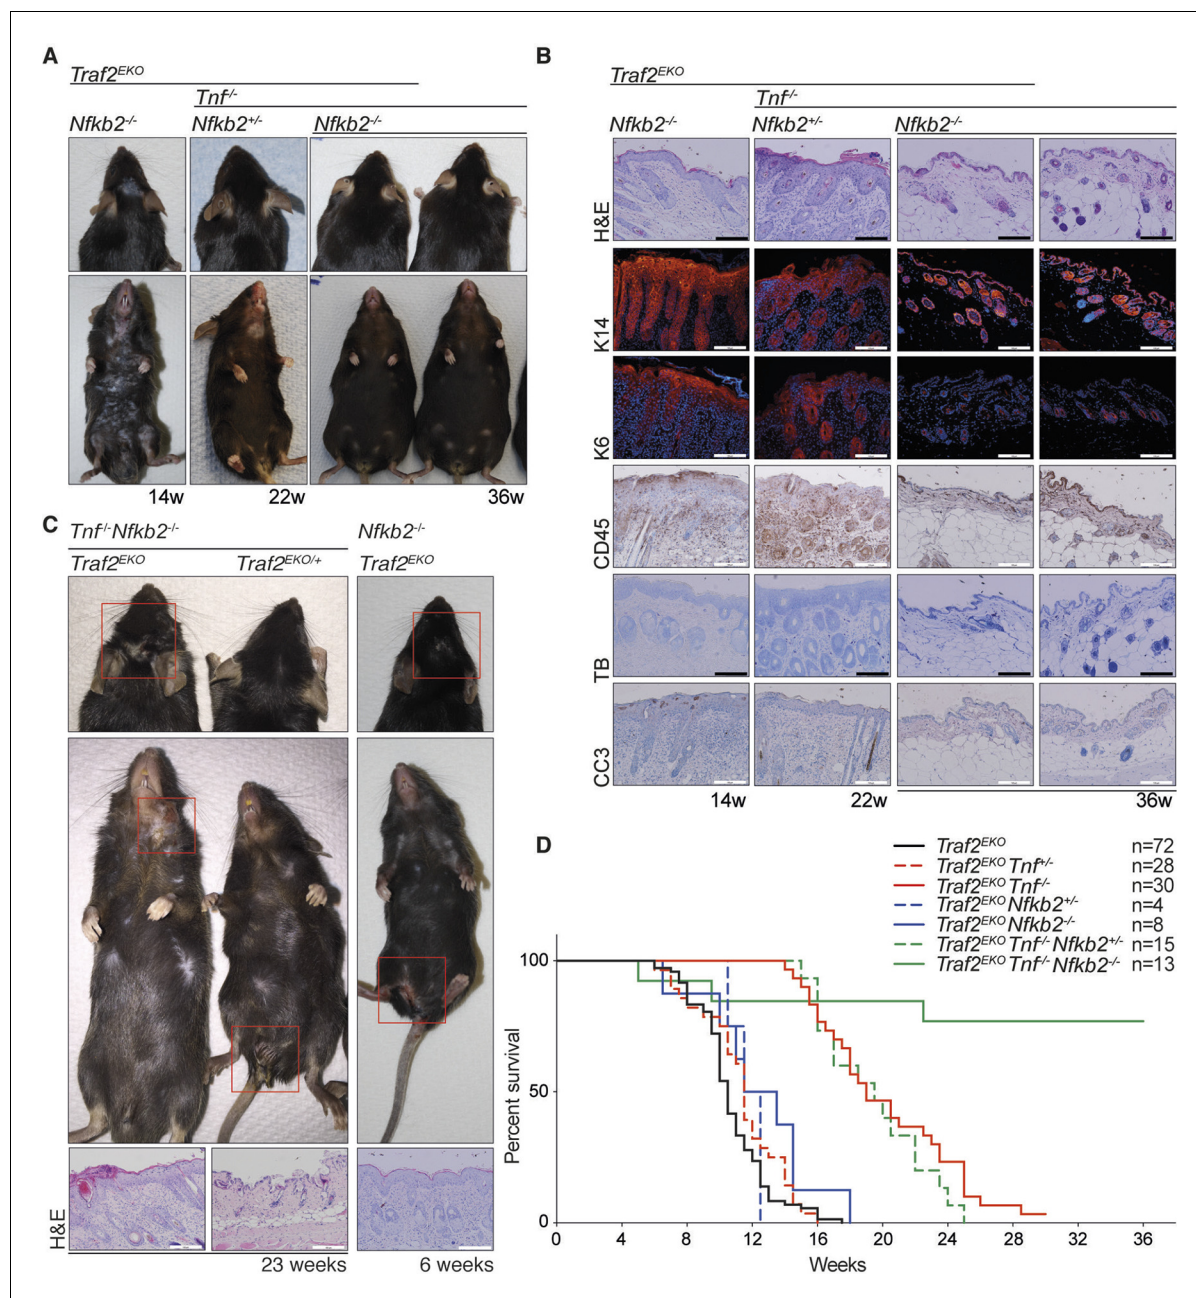 A
Traf2EKO
Tnf-/-
Nfkb2-/- Nfkb2+/- Nfkb2-/-
14w 22w 36w
B
Traf2EKO
Tnf-/-
Nfkb2-/- Nfkb2+/- Nfkb2-/-
H&E
K14
K6
CD45
TB
CC3
14w 22w 36w
C
Tnf-/-Nfkb2-/- Nfkb2-/-
Traf2EKO Traf2EKO/+ Traf2EKO
H&E
23 weeks 6 weeks
D
Traf2EKO n=72
Traf2EKO Tnf+/- n=28
Traf2EKO Tnf-/- n=30
Traf2EKO Nfkb2+/- n=4
Traf2EKO Nfkb2-/- n=8
Traf2EKO Tnf-/- Nfkb2+/- n=15
Traf2EKO Tnf-/- Nfkb2-/- n=13
Percent survival
100
50
0
0 4 8 12 16 20 24 28 32 36
Weeks